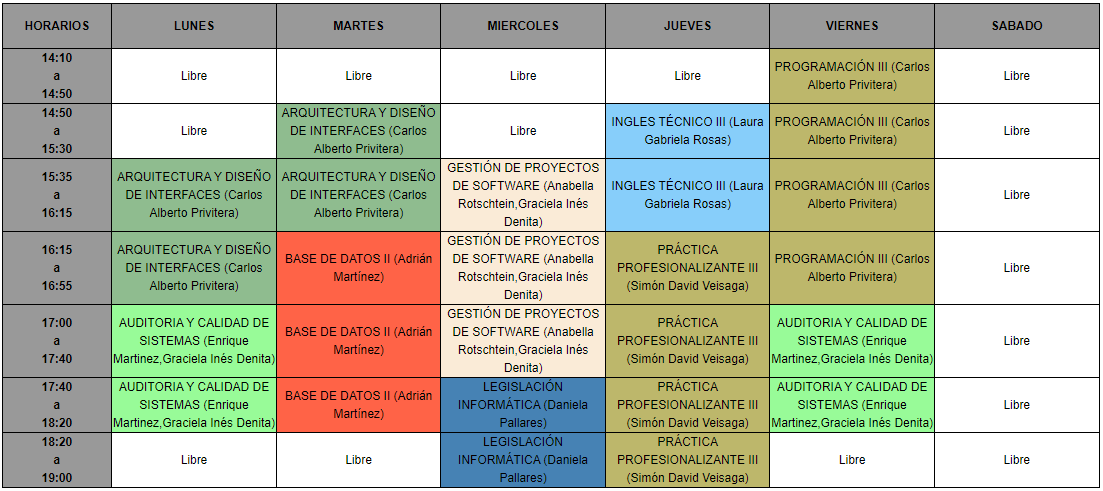 HORARIOS LUNES MARTES MIERCOLES JUEVES VIERNES SABADO
14:10
a
14:50
Libre
Libre
Libre
Libre
PROGRAMACIÓN III (Carlos
Alberto Privitera)
Libre
14:50
a
15:30
Libre
ARQUITECTURA Y DISEÑO
DE INTERFACES (Carlos
Alberto Privitera)
Libre
INGLES TÉCNICO III (Laura
Gabriela Rosas)
PROGRAMACIÓN III (Carlos
Alberto Privitera)
Libre
15:35
a
16:15
ARQUITECTURA Y DISEÑO
DE INTERFACES (Carlos
Alberto Privitera)
ARQUITECTURA Y DISEÑO
DE INTERFACES (Carlos
Alberto Privitera)
GESTIÓN DE PROYECTOS
DE SOFTWARE (Anabella
Rotschtein,Graciela Inés
Denita)
INGLES TÉCNICO III (Laura
Gabriela Rosas)
PROGRAMACIÓN III (Carlos
Alberto Privitera)
Libre
16:15
a
16:55
ARQUITECTURA Y DISEÑO
DE INTERFACES (Carlos
Alberto Privitera)
BASE DE DATOS II (Adrián
Martínez)
GESTIÓN DE PROYECTOS
DE SOFTWARE (Anabella
Rotschtein,Graciela Inés
Denita)
PRÁCTICA
PROFESIONALIZANTE III
(Simón David Veisaga)
PROGRAMACIÓN III (Carlos
Alberto Privitera)
Libre
17:00
a
17:40
AUDITORIA Y CALIDAD DE
SISTEMAS (Enrique
Martinez,Graciela Inés Denita)
BASE DE DATOS II (Adrián
Martínez)
GESTIÓN DE PROYECTOS
DE SOFTWARE (Anabella
Rotschtein,Graciela Inés
Denita)
PRÁCTICA
PROFESIONALIZANTE III
(Simón David Veisaga)
AUDITORIA Y CALIDAD DE
SISTEMAS (Enrique
Martinez,Graciela Inés Denita)
Libre
17:40
a
18:20
AUDITORIA Y CALIDAD DE
SISTEMAS (Enrique
Martinez,Graciela Inés Denita)
BASE DE DATOS II (Adrián
Martínez)
LEGISLACIÓN
INFORMÁTICA (Daniela
Pallares)
PRÁCTICA
PROFESIONALIZANTE III
(Simón David Veisaga)
AUDITORIA Y CALIDAD DE
SISTEMAS (Enrique
Martinez,Graciela Inés Denita)
Libre
18:20
a
19:00
Libre
Libre
LEGISLACIÓN
INFORMÁTICA (Daniela
Pallares)
PRÁCTICA
PROFESIONALIZANTE III
(Simón David Veisaga)
Libre
Libre